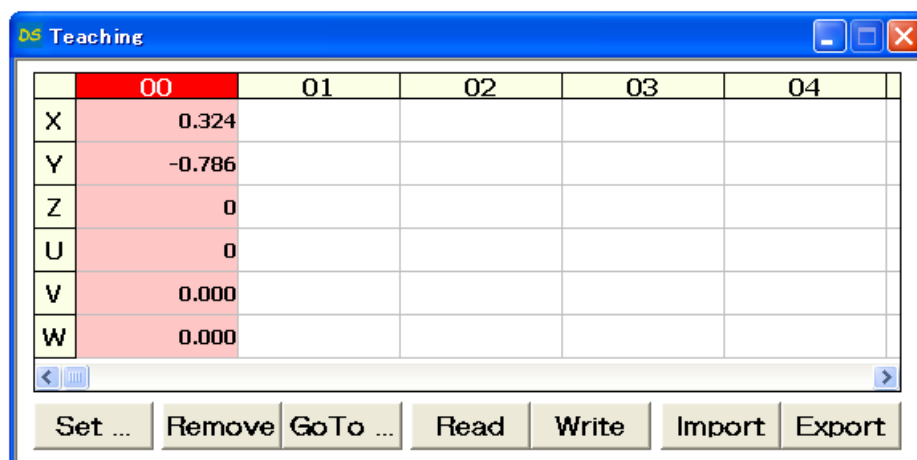 DS Teaching
00 01 02 03 04
X 0.324
Y -0.786
Z 0
U 0
V 0.000
W 0.000
Set ... Remove GoTo ... Read Write Import Export